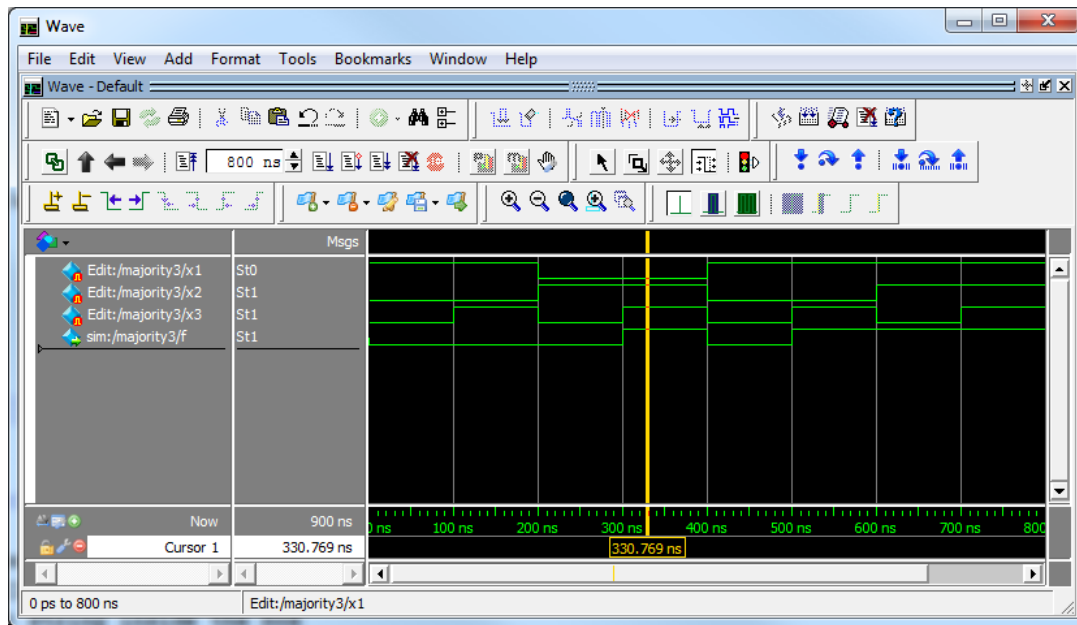 Wave
File Edit View Add Format Tools Bookmarks Window Help
Wave - Default
800 ns
Msgs
Edit:/majority3/x1 St0
Edit:/majority3/x2 St1
Edit:/majority3/x3 St1
sim:/majority3/f St1
Now 900 ns
ns 100 ns 200 ns 300 ns 400 ns 500 ns 600 ns 700 ns 800
Cursor 1 330.769 ns 330.769 ns
0 ps to 800 ns Edit:/majority3/x1